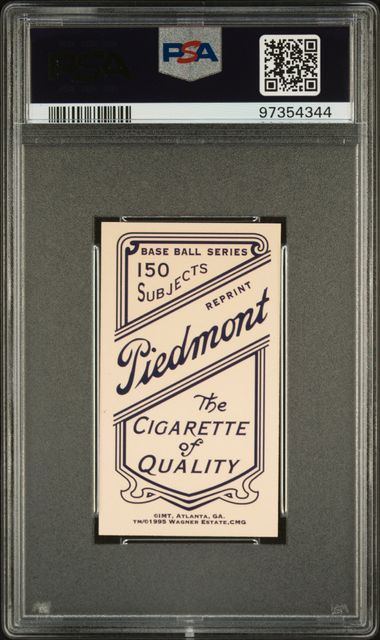 PSA
PSA
97354344
BASE BALL SERIES
150
SUBJECTS
REPRINT
Piedmont
The
CIGARETTE
of
QUALITY
©IMT, ATLANTA, GA.
TM/©1995 WAGNER ESTATE, CMG